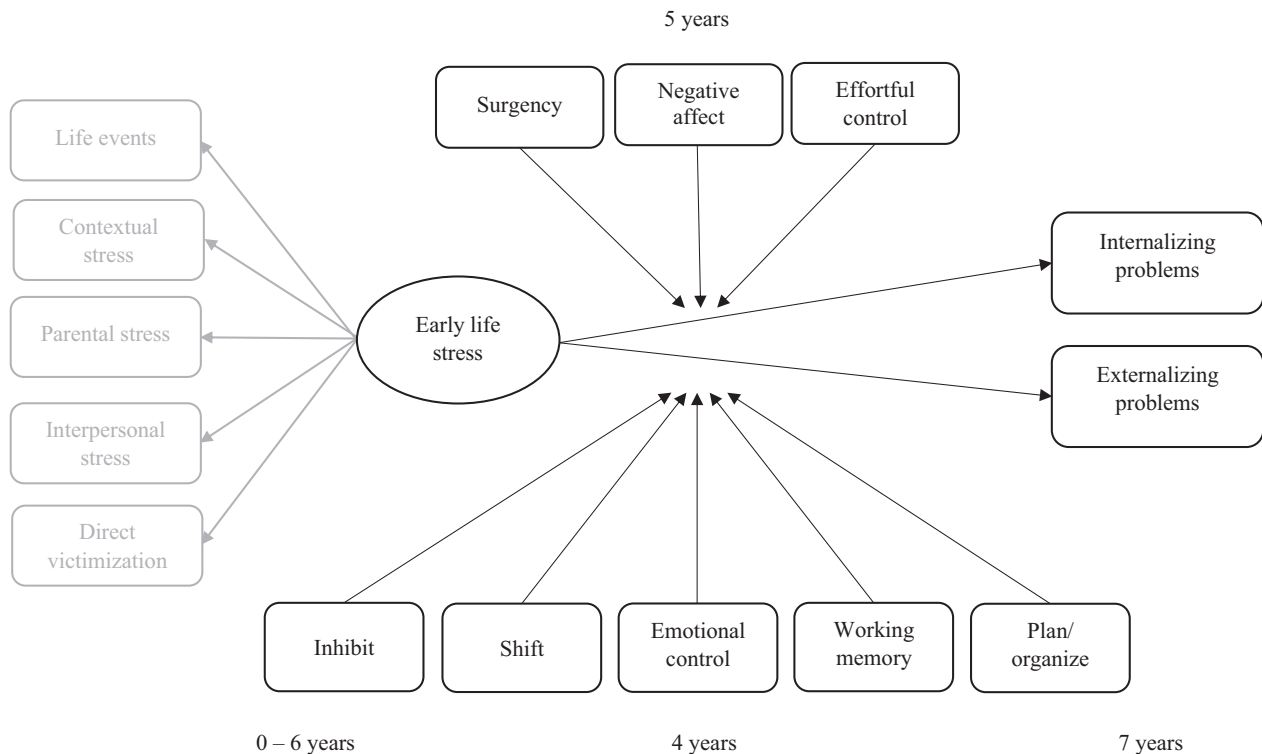 5 years
Surgency
Negative
affect
Effortful
control
Life events
Contextual
stress
Parental stress
Interpersonal
stress
Direct
victimization
Early life
stress
Internalizing
problems
Externalizing
problems
Inhibit
Shift
Emotional
control
Working
memory
Plan/
organize
0 – 6 years
4 years
7 years